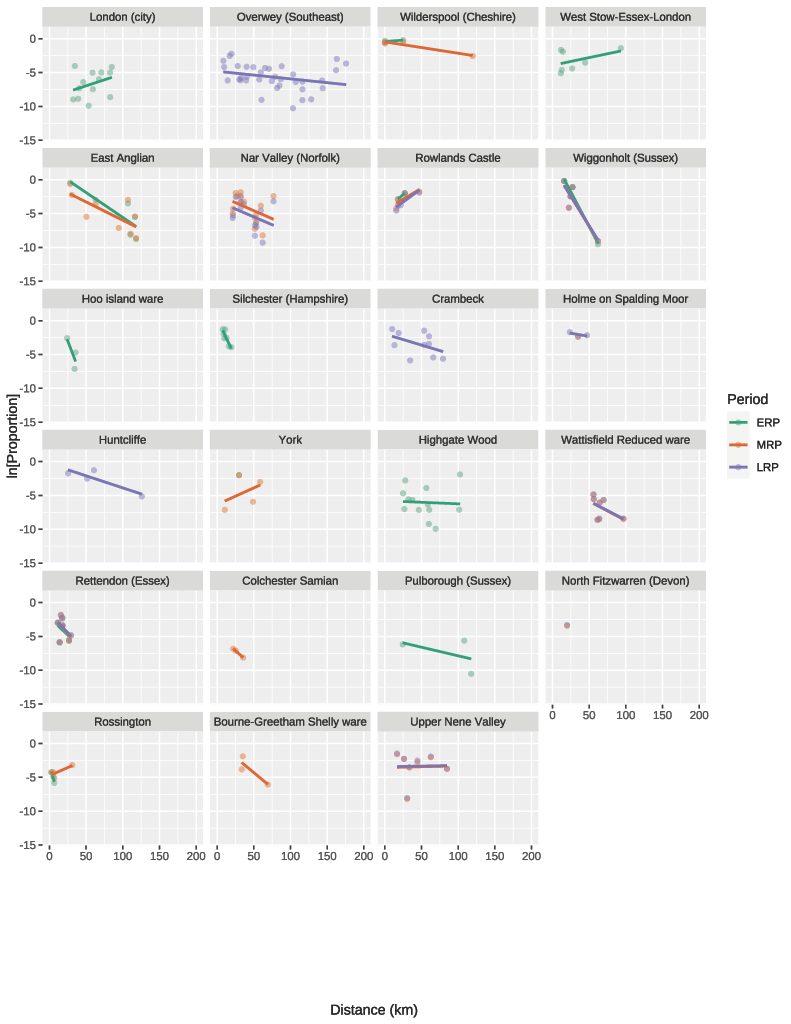 London (city) Overwey (Southeast) Wilderspool (Cheshire) West Stow-Essex-London
0
-5
-10
-15
East Anglian Nar Valley (Norfolk) Rowlands Castle Wiggonholt (Sussex)
0
-5
-10
-15
Hoo island ware Silchester (Hampshire) Crambeck Holme on Spalding Moor
0
-5
-10
-15
ln[Proportion]
Period
ERP
MRP
LRP
Huntcliffe York Highgate Wood Wattisfield Reduced ware
0
-5
-10
-15
Rettendon (Essex) Colchester Samian Pulborough (Sussex) North Fitzwarren (Devon)
0
-5
-10
-15
0 50 100 150 200
Rossington Bourne-Greetham Shelly ware Upper Nene Valley
0
-5
-10
-15
0 50 100 150 200 0 50 100 150 200 0 50 100 150 200
Distance (km)